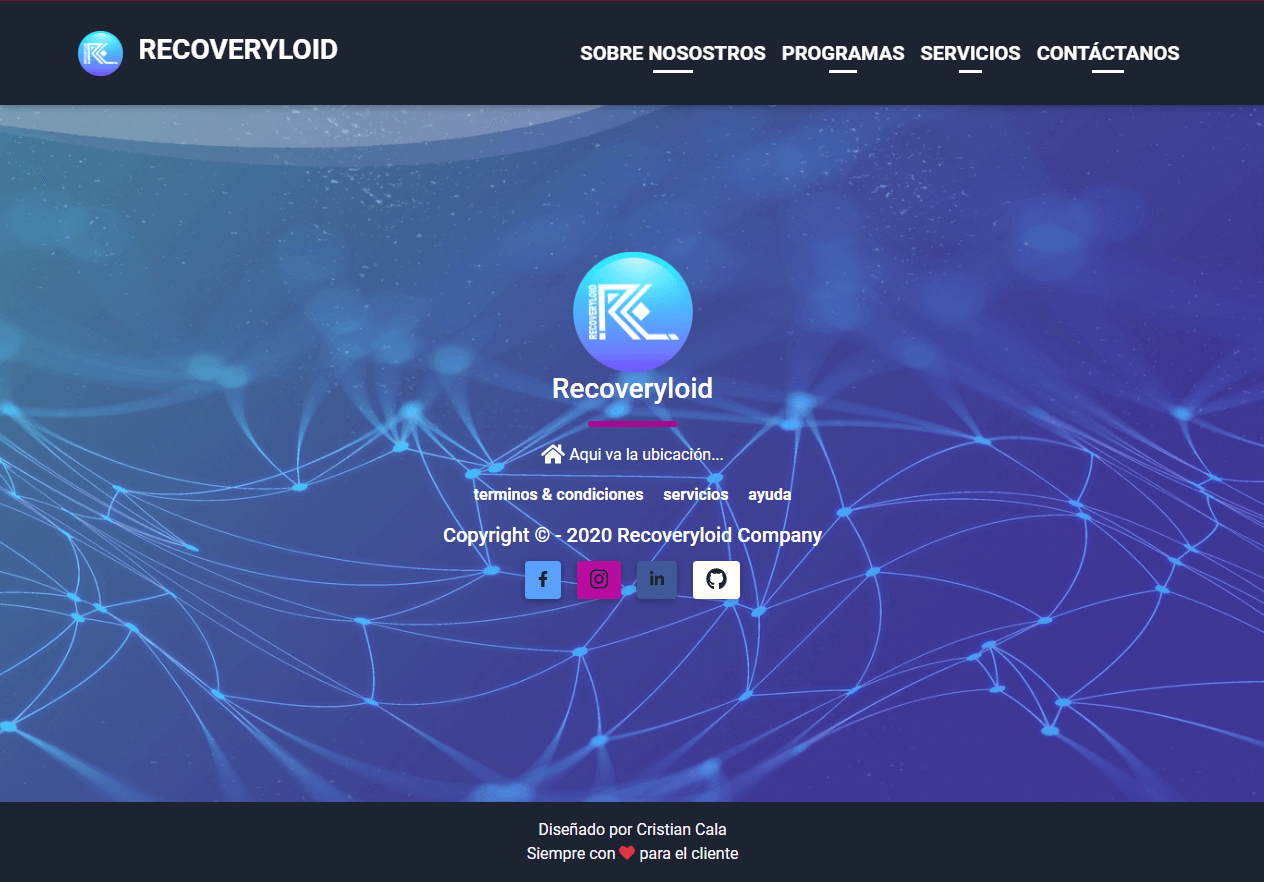 RECOVERYLOID
SOBRE NOSOSTROS PROGRAMAS SERVICIOS CONTÁCTANOS
RECOVERYLOID
Recoveryloid
Aqui va la ubicación...
terminos & condiciones servicios ayuda
Copyright © - 2020 Recoveryloid Company
f in
Diseñado por Cristian Cala
Siempre con ❤ para el cliente